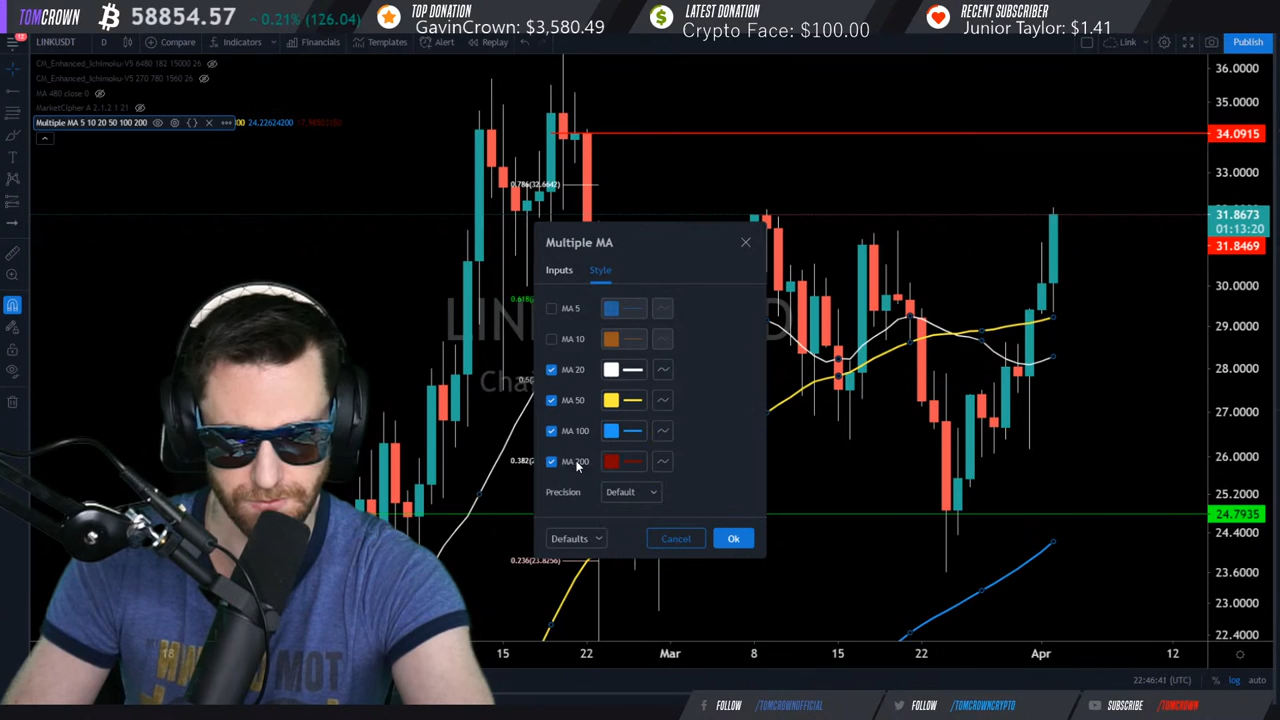 TOMCROWN
58854.57
0.21% (126.04)
TOP DONATION
GavinCrown: $3,580.49
LATEST DONATION
Crypto Face: $100.00
RECENT SUBSCRIBER
Junior Taylor: $1.41
LINKUSDT
D
Compare
Indicators
Financials
Templates
Alert
Replay
Link
Publish
CM_Enhanced_Ichimoku-V5 6480 182 15000 26
CM_Enhanced_Ichimoku-V5 270 780 1560 26
MA 480 close 0
MarketCipher A 2.1.2 1 21
Multiple MA 5 10 20 50 100 200
24.22624200
36.0000
35.0000
34.0915
33.0000
31.8673
01:13:20
31.8469
30.0000
29.0000
28.0000
27.0000
26.0000
25.2000
24.7935
24.4000
23.6000
23.0000
22.4000
0.786(32.6642)
0.236(23.8256)
Multiple MA
Inputs
Style
MA 5
MA 10
MA 20
MA 50
MA 100
MA 200
Precision
Default
Defaults
Cancel
Ok
18
15
22
Mar
8
15
22
Apr
12
22:46:41 (UTC)
%
log
auto
FOLLOW
/TOMCROWNOFFICIAL
FOLLOW
/TOMCROWNCRYPTO
SUBSCRIBE
/TOMCROWN